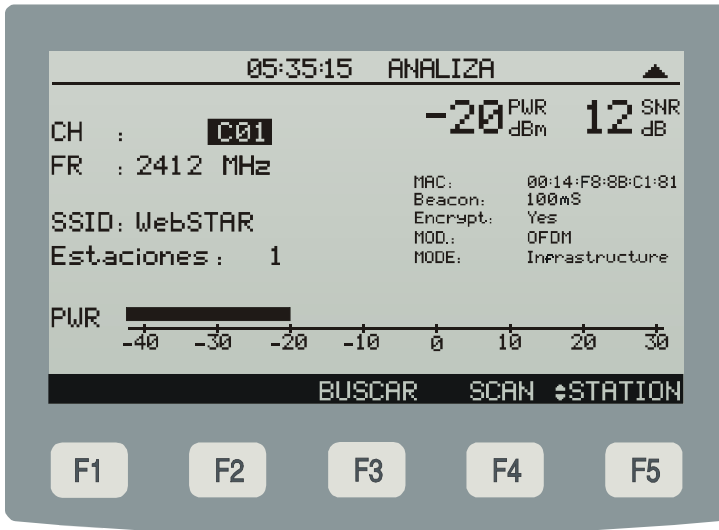 05:35:15 ANALIZA
-20 PWR dBm 12 SNR dB
CH : C01
FR : 2412 MHz
MAC: 00:14:F8:8B:C1:81
Beacon: 100mS
SSID: WebSTAR
Encrypt: Yes
MOD.: OFDM
Estaciones: 1
MODE: Infrastructure
PWR
-40 -30 -20 -10 0 10 20 30
BUSCAR SCAN STATION
F1 F2 F3 F4 F5